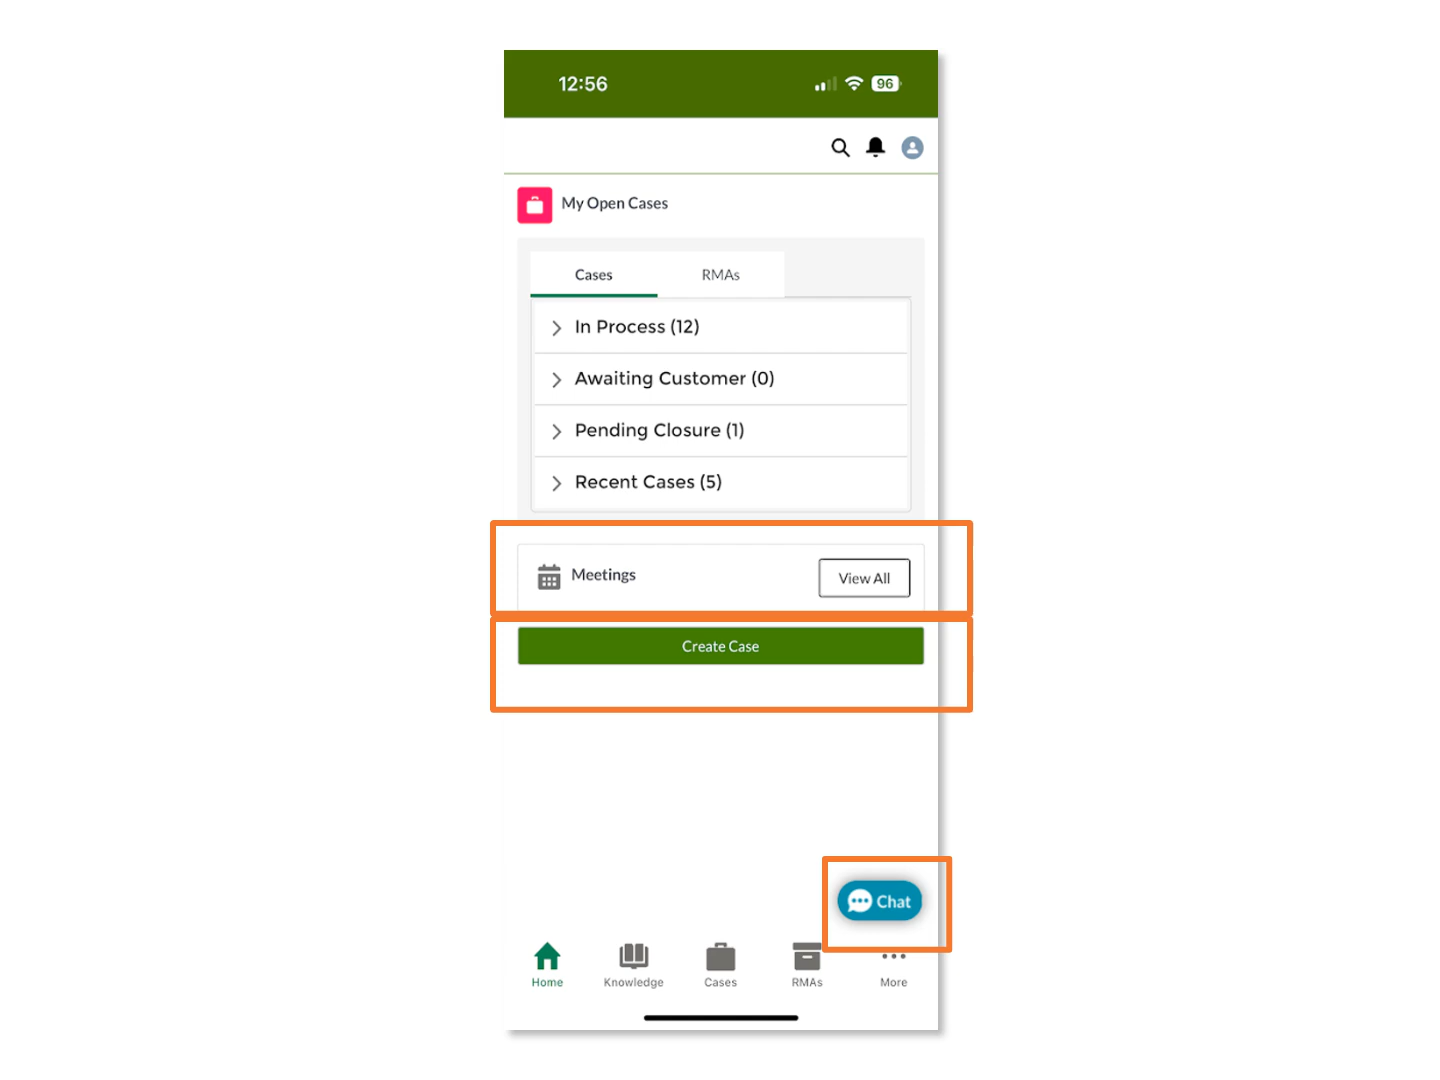 12:56
96
My Open Cases
Cases RMAs
In Process (12)
Awaiting Customer (0)
Pending Closure (1)
Recent Cases (5)
Meetings View All
Create Case
Chat
Home Knowledge Cases RMAs More